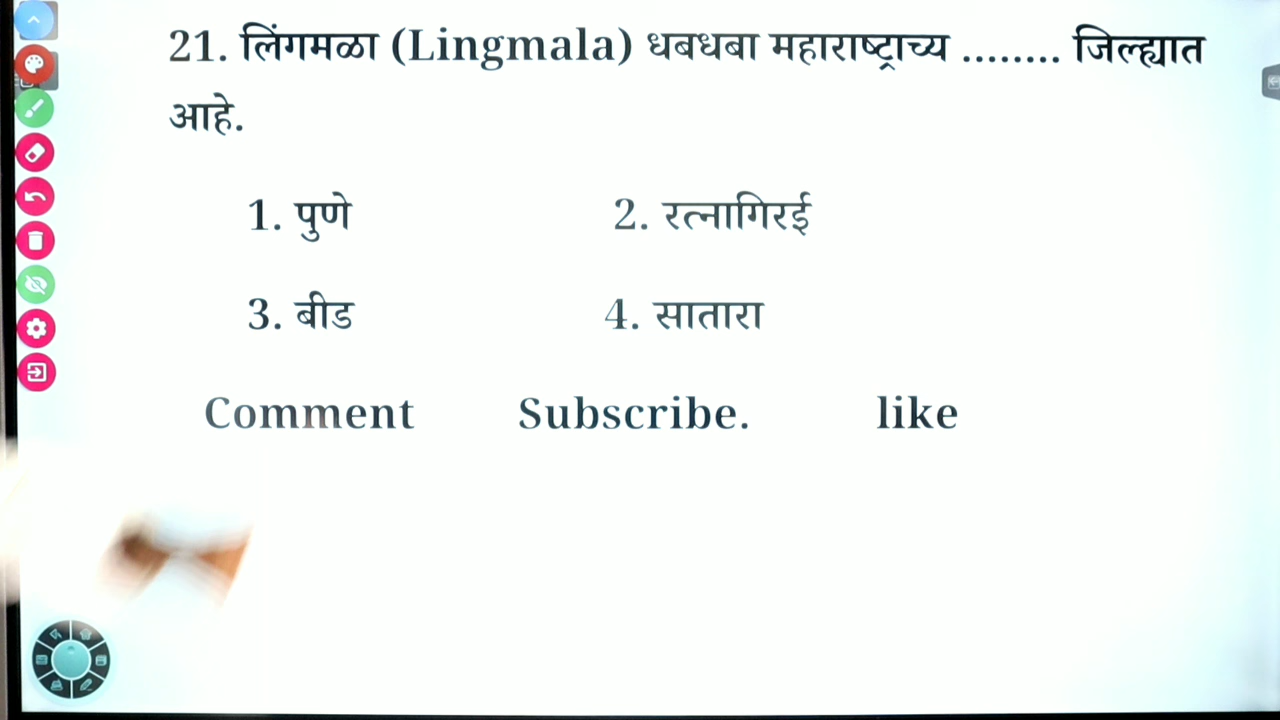 21. लिंगमळा (Lingmala) धबधबा महाराष्ट्राच्य ........ जिल्ह्यात
आहे.
1. पुणे 2. रत्नागिरई
3. बीड 4. सातारा
Comment Subscribe. like